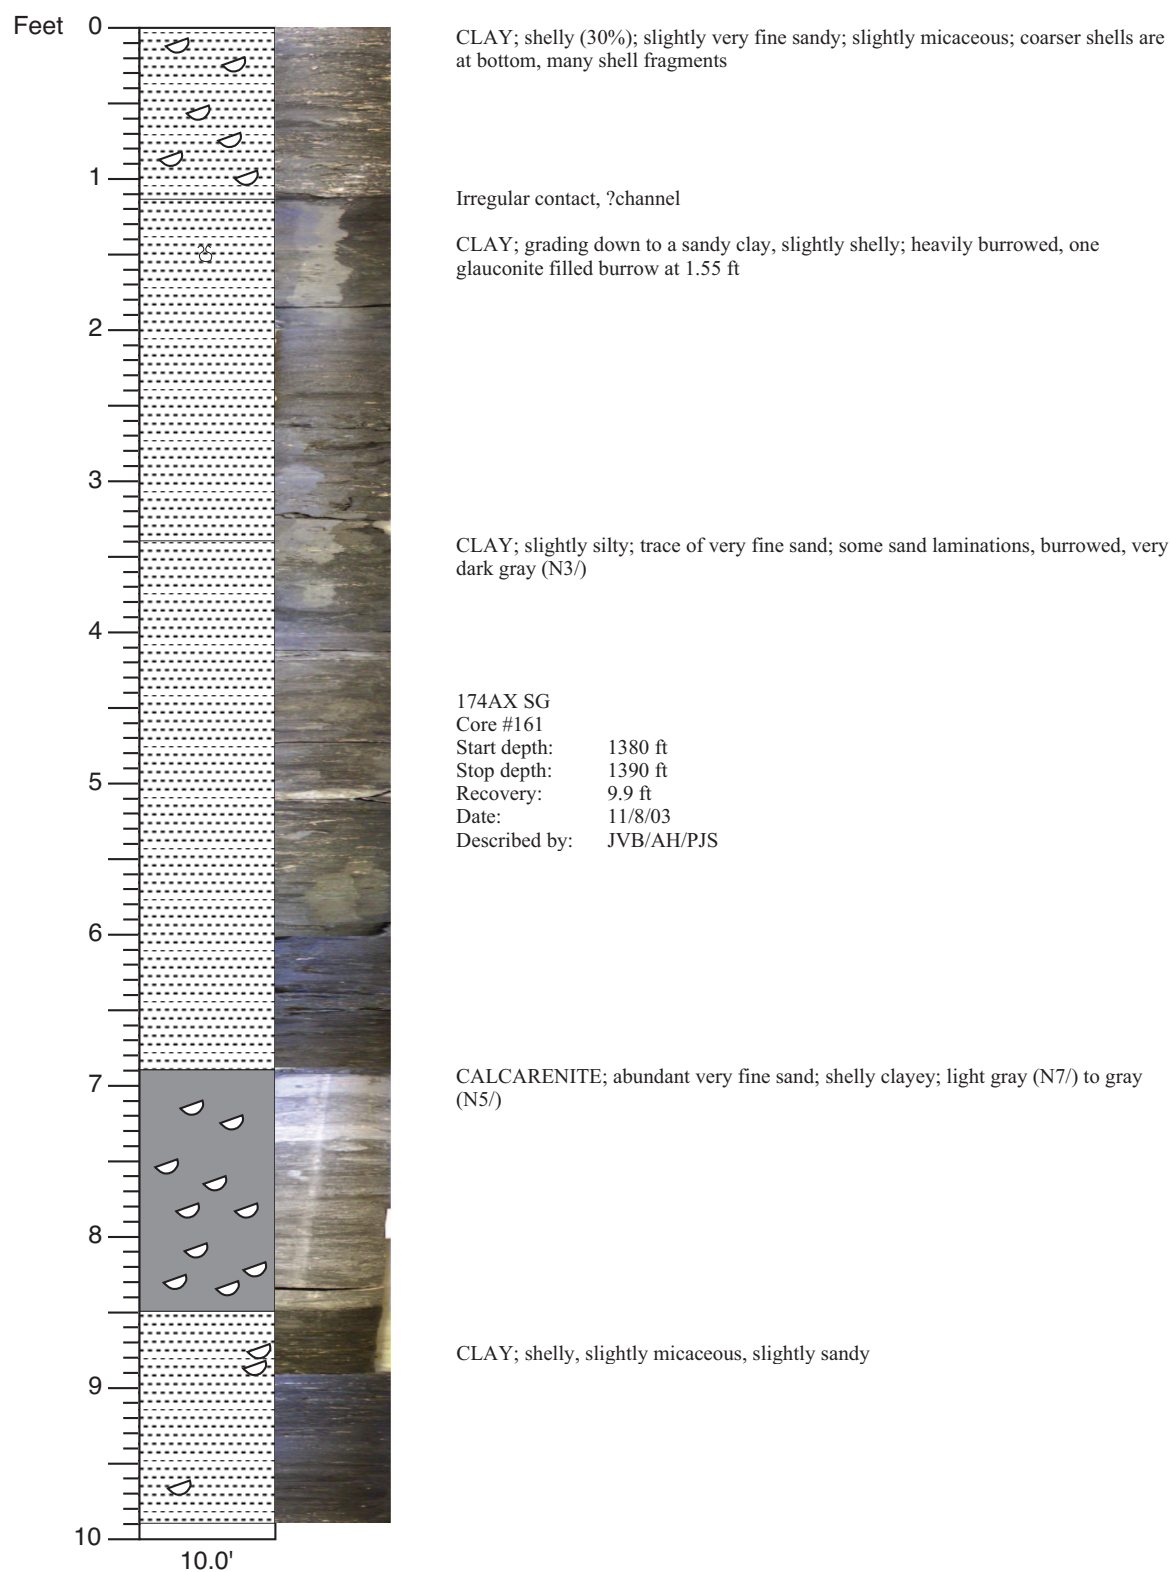 Feet
0
CLAY; shelly (30%); slightly very fine sandy; slightly micaceous; coarser shells are
at bottom, many shell fragments
1
Irregular contact, ?channel
CLAY; grading down to a sandy clay, slightly shelly; heavily burrowed, one
glauconite filled burrow at 1.55 ft
2
3
CLAY; slightly silty; trace of very fine sand; some sand laminations, burrowed, very
dark gray (N3/)
4
174AX SG
Core #161
Start depth: 1380 ft
Stop depth: 1390 ft
Recovery: 9.9 ft
Date: 11/8/03
Described by: JVB/AH/PJS
5
6
7
CALCARENITE; abundant very fine sand; shelly clayey; light gray (N7/) to gray
(N5/)
8
CLAY; shelly, slightly micaceous, slightly sandy
9
10
10.0'